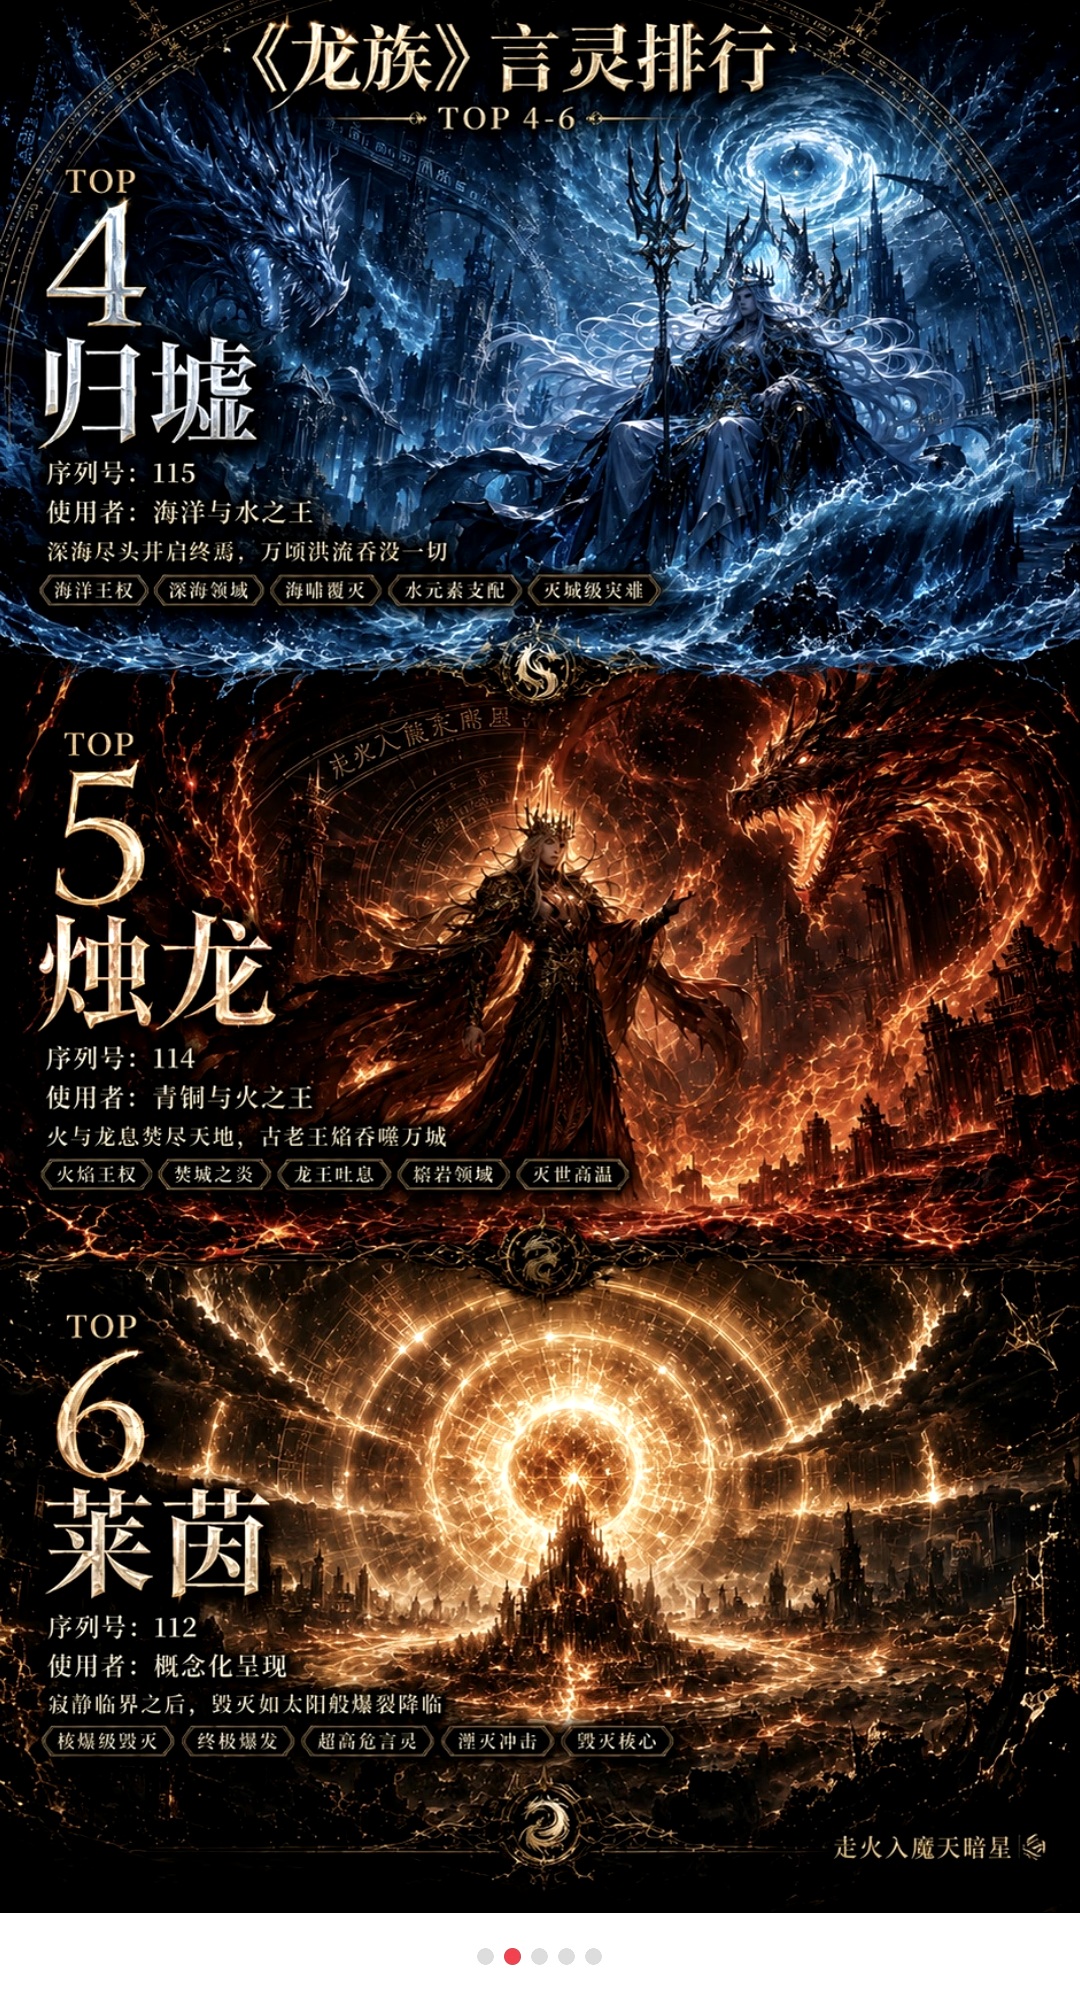 《龙族》言灵排行
TOP 4-6
TOP
4
归墟
序列号：115
使用者：海洋与水之王
深海尽头井启终焉，万顷洪流吞没一切
海洋王权 深海领域 海啸覆灭 水元素支配 灭城级灾难
TOP
5
烛龙
序列号：114
使用者：青铜与火之王
火与龙息焚尽天地，古老王焰吞噬万城
火焰王权 焚城之炎 龙王吐息 领域 灭世高温
TOP
6
莱茵
序列号：112
使用者：概念化呈现
寂静临界之后，毁灭如太阳般爆裂降临
核爆级毁灭 终极爆发 超高危言灵 湮灭冲击 毁灭核心
走火入魔天暗星